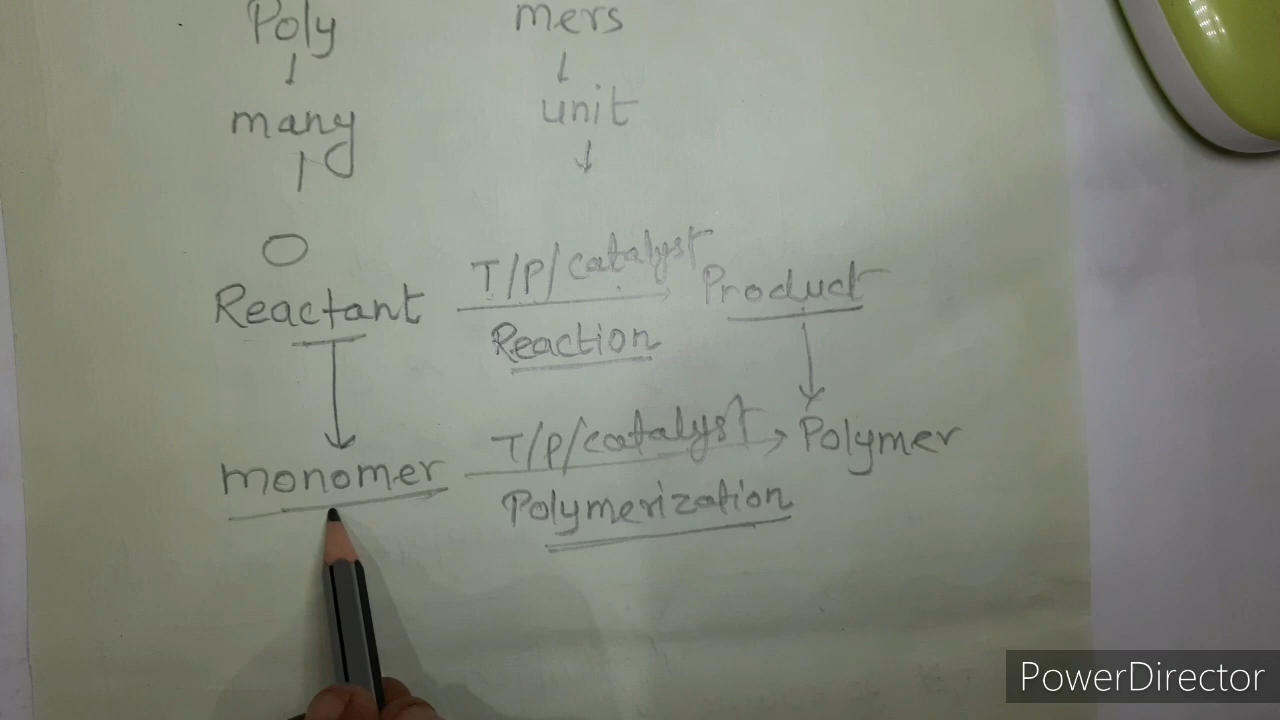 Poly mers
many unit
T/P/catalyst
Reactant Product
Reaction
T/P/catalyst
monomer Polymer
Polymerization
PowerDirector